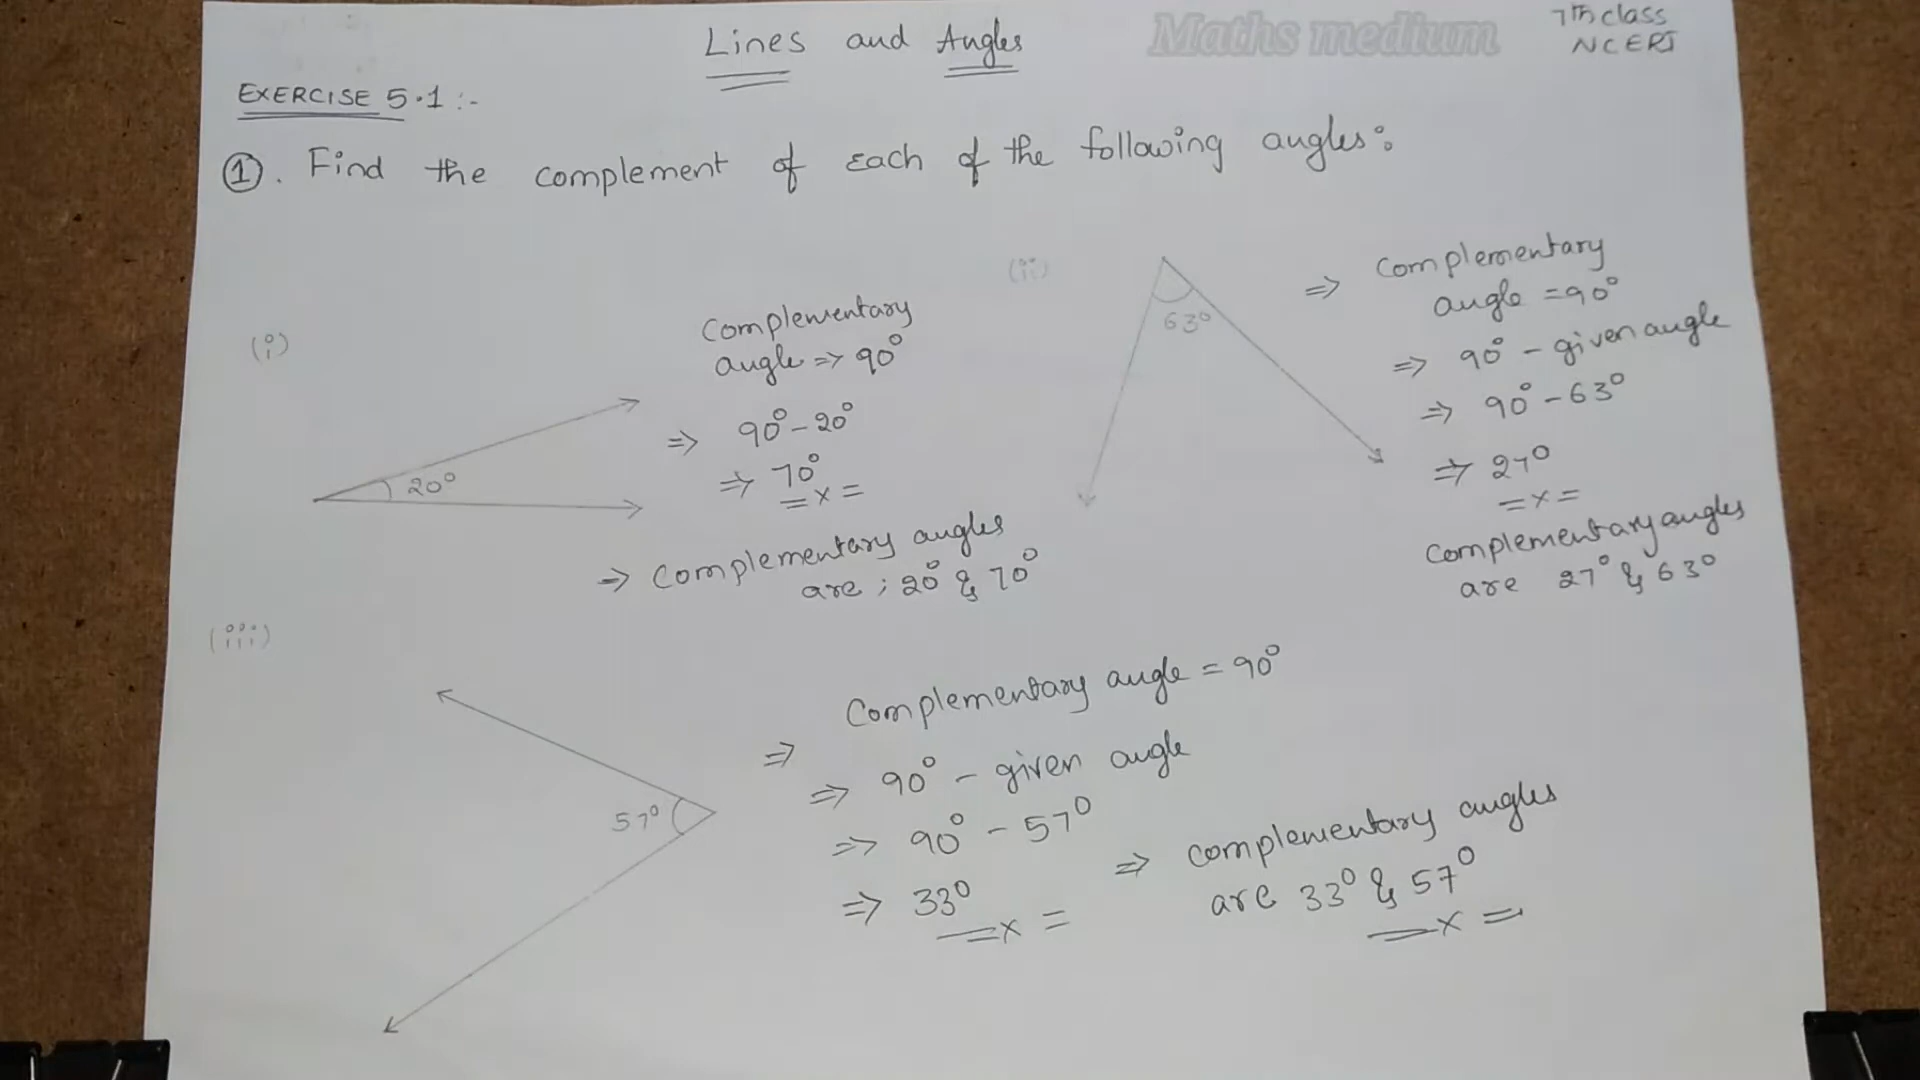 Lines and Angles
Maths medium
7th class
NCERT
EXERCISE 5.1 :-
①. Find the complement of Each of the following angles:
(i)
20°
Complementary
angle => 90°
=> 90° - 20°
=> 70°
= x =
=> Complementary angles
are ; 20° & 70°
(ii)
63°
=> Complementary
angle = 90°
=> 90° - given angle
=> 90° - 63°
=> 27°
= x =
Complementary angles
are 27° & 63°
(iii)
57°
=> Complementary angle = 90°
=> 90° - given angle
=> 90° - 57°
=> 33°
= x =
=> complementary angles
are 33° & 57°
= x =